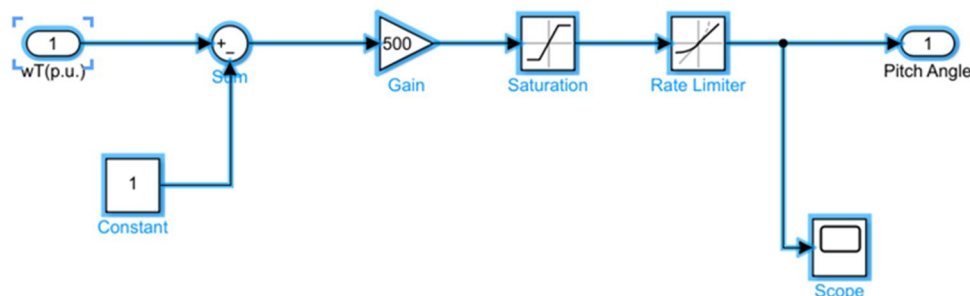 1
wT(p.u.)
+
−
Sum
1
Constant
500
Gain
Saturation
Rate Limiter
1
Pitch Angle
Scope